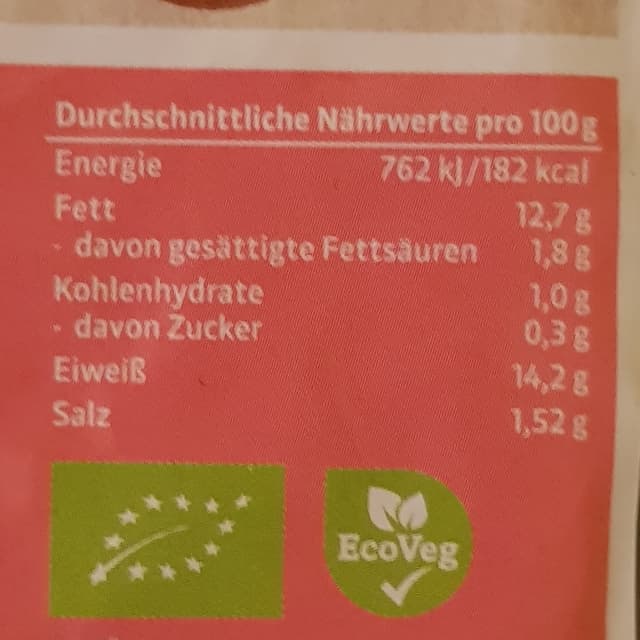 Durchschnittliche Nährwerte pro 100g
Energie 762 kJ/182 kcal
Fett 12,7 g
- davon gesättigte Fettsäuren 1,8 g
Kohlenhydrate 1,0 g
- davon Zucker 0,3 g
Eiweiß 14,2 g
Salz 1,52 g
EcoVeg